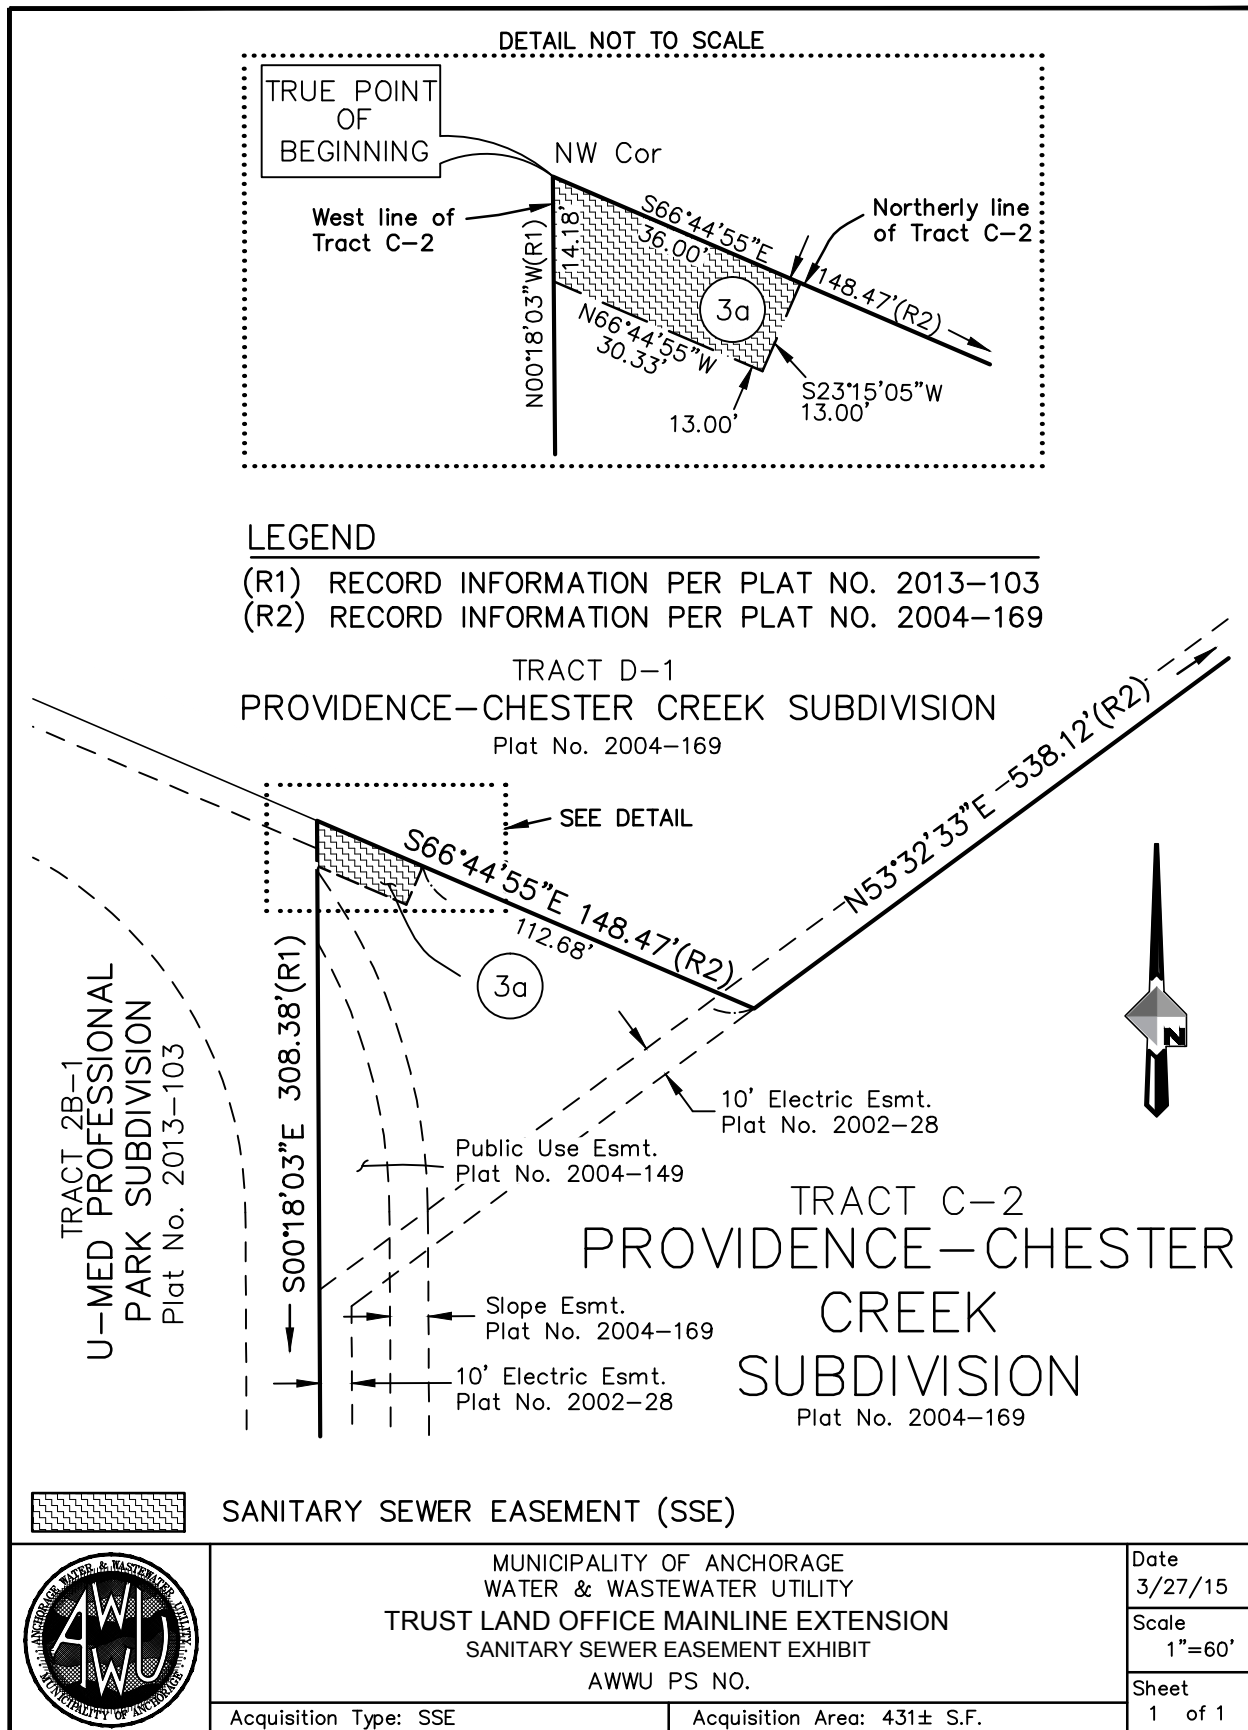 DETAIL NOT TO SCALE
TRUE POINT
OF
BEGINNING
NW Cor
West line of
Tract C-2
S66°44'55"E
36.00'
Northerly line
of Tract C-2
14.18'
N00°18'03"W(R1)
148.47'(R2)
3a
N66°44'55"W
30.33'
S23°15'05"W
13.00'
13.00'
LEGEND
(R1) RECORD INFORMATION PER PLAT NO. 2013-103
(R2) RECORD INFORMATION PER PLAT NO. 2004-169
TRACT D-1
PROVIDENCE-CHESTER CREEK SUBDIVISION
Plat No. 2004-169
SEE DETAIL
S66°44'55"E 148.47'(R2)
112.68'
N53°32'33"E 538.12'(R2)
3a
TRACT 2B-1
U-MED PROFESSIONAL
PARK SUBDIVISION
Plat No. 2013-103
S00°18'03"E 308.38'(R1)
10' Electric Esmt.
Plat No. 2002-28
Public Use Esmt.
Plat No. 2004-149
N
TRACT C-2
PROVIDENCE-CHESTER
CREEK
SUBDIVISION
Plat No. 2004-169
Slope Esmt.
Plat No. 2004-169
10' Electric Esmt.
Plat No. 2002-28
SANITARY SEWER EASEMENT (SSE)
ANCHORAGE WATER & WASTEWATER UTILITY
AWWU
MUNICIPALITY OF ANCHORAGE
MUNICIPALITY OF ANCHORAGE
WATER & WASTEWATER UTILITY
TRUST LAND OFFICE MAINLINE EXTENSION
SANITARY SEWER EASEMENT EXHIBIT
AWWU PS NO.
Acquisition Type: SSE
Acquisition Area: 431± S.F.
Date
3/27/15
Scale
1"=60'
Sheet
1 of 1